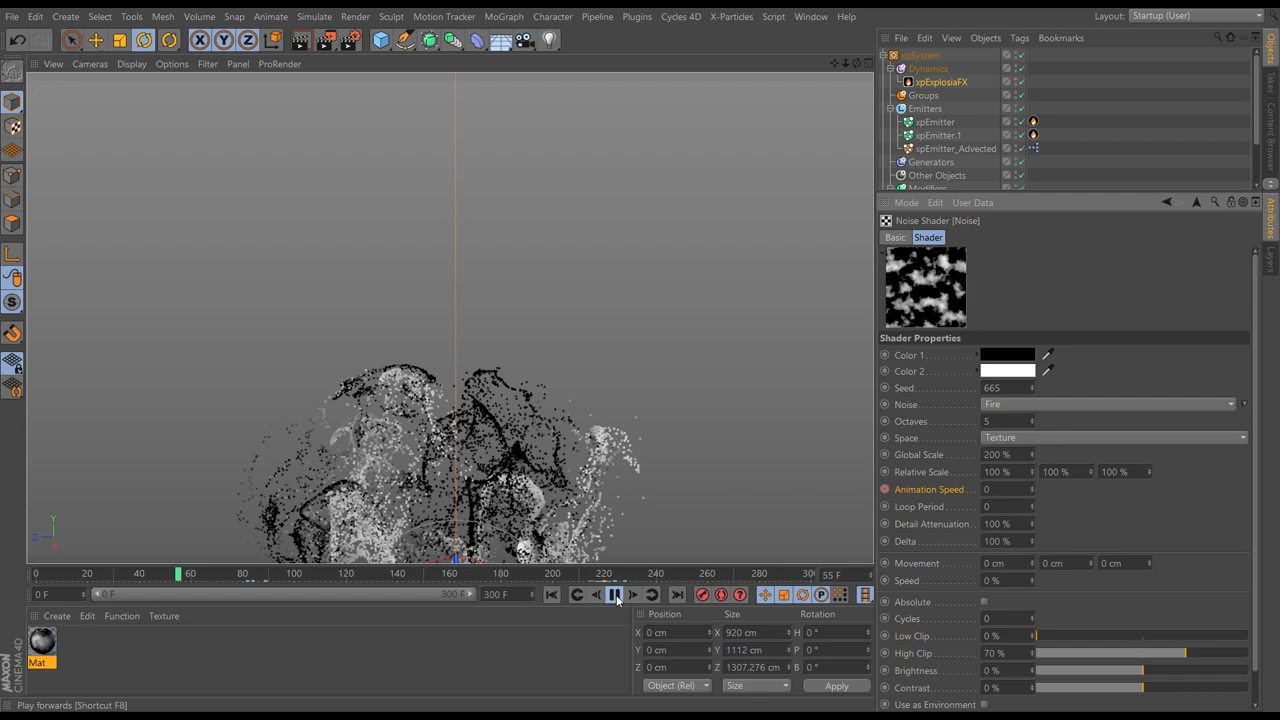 File Edit Create Select Tools Mesh Volume Snap Animate Simulate Render Sculpt Motion Tracker MoGraph Character Pipeline Plugins Cycles 4D X-Particles Script Window Help
Layout: Startup (User)
File Edit View Objects Tags Bookmarks
xpSystem
Dynamics
xpExplosiaFX
Groups
Emitters
xpEmitter
xpEmitter.1
xpEmitter_Advected
Generators
Other Objects
Modifiers
Objects
Takes
Content Browser
Attributes
Layers
View Cameras Display Options Filter Panel ProRender
Mode Edit User Data
Noise Shader [Noise]
Basic Shader
Shader Properties
Color 1
Color 2
Seed 665
Noise Fire
Octaves 5
Space Texture
Global Scale 200 %
Relative Scale 100 % 100 % 100 %
Animation Speed 0
Loop Period 0
Detail Attenuation 100 %
Delta 100 %
Movement 0 cm 0 cm 0 cm
Speed 0 %
Absolute
Cycles 0
Low Clip 0 %
High Clip 70 %
Brightness 0 %
Contrast 0 %
Use as Environment
Y
Z
X
0 20 40 60 80 100 120 140 160 180 200 220 240 260 280 30 55 F
0 F 0 F 300 F 300 F
Create Edit Function Texture
Mat
Position Size Rotation
X 0 cm X 920 cm H 0 °
Y 0 cm Y 1112 cm P 0 °
Z 0 cm Z 1307.276 cm B 0 °
Object (Rel) Size Apply
MAXON
CINEMA 4D
Play forwards [Shortcut F8]